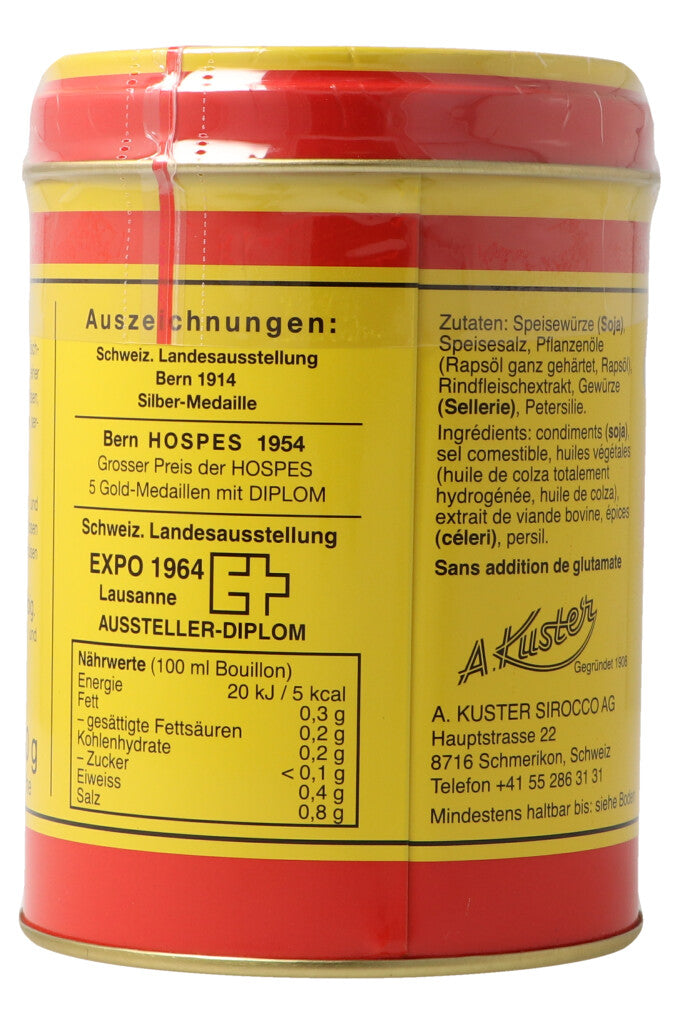 Auszeichnungen:
Schweiz. Landesausstellung
Bern 1914
Silber-Medaille
Bern HOSPES 1954
Grosser Preis der HOSPES
5 Gold-Medaillen mit DIPLOM
Schweiz. Landesausstellung
EXPO 1964
Lausanne
AUSSTELLER-DIPLOM
Nährwerte (100 ml Bouillon)
Energie 20 kJ / 5 kcal
Fett 0,3 g
– gesättigte Fettsäuren 0,2 g
Kohlenhydrate 0,2 g
– Zucker < 0,1 g
Eiweiss 0,4 g
Salz 0,8 g
Zutaten: Speisewürze (Soja),
Speisesalz, Pflanzenöle
(Rapsöl ganz gehärtet, Rapsöl),
Rindfleischextrakt, Gewürze
(Sellerie), Petersilie.
Ingrédients: condiments (soja),
sel comestible, huiles végétales
(huile de colza totalement
hydrogénée, huile de colza),
extrait de viande bovine, épices
(céleri), persil.
Sans addition de glutamate
A. Kuster
Gegründet 1908
A. KUSTER SIROCCO AG
Hauptstrasse 22
8716 Schmerikon, Schweiz
Telefon +41 55 286 31 31
Mindestens haltbar bis: siehe Boden